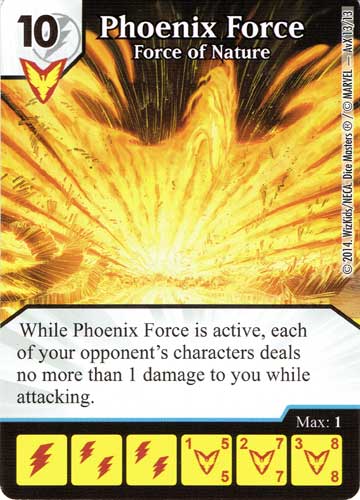 10
Phoenix Force
Force of Nature
© 2014, WizKids/NECA, Dice Masters ® / © MARVEL — AvX 13/13
While Phoenix Force is active, each
of your opponent's characters deals
no more than 1 damage to you while
attacking.
Max: 1
1 5 5
2 7 7
3 8 8